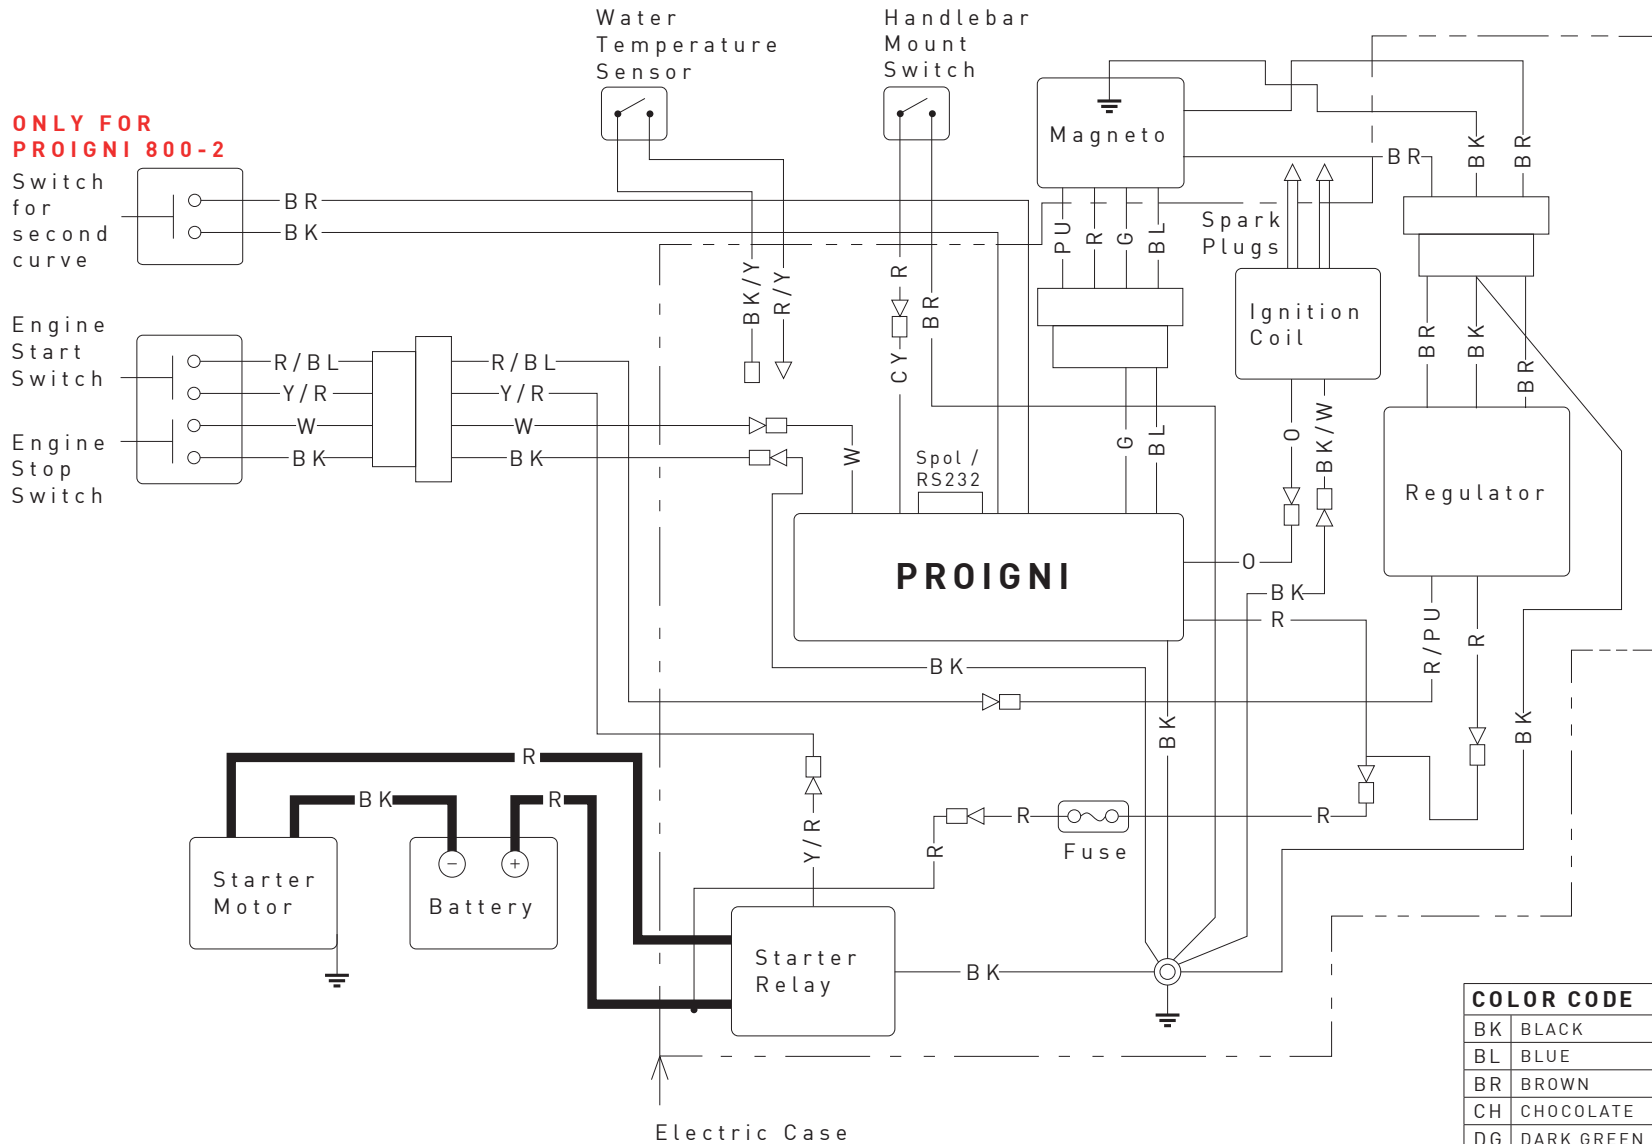 Water
Temperature
Sensor
Handlebar
Mount
Switch
ONLY FOR
PROIGNI 800-2
Switch
for
second
curve
BR
BK
Magneto
BR
BK
BR
PU
R
G
BL
Spark
Plugs
BK/Y
R/Y
R
BR
CY
Engine
Start
Switch
R/BL
Y/R
W
BK
R/BL
Y/R
W
BK
Engine
Stop
Switch
Ignition
Coil
BR
BK
BR
W
Spol /
RS232
G
BL
O
BK/W
Regulator
PROIGNI
O
BK
R
R/PU
R
BK
BK
BK
R
BK
R
Y/R
R
R
Fuse
R
Starter
Motor
−
+
Battery
Starter
Relay
BK
Electric Case
COLOR CODE
BK BLACK
BL BLUE
BR BROWN
CH CHOCOLATE
DG DARK GREEN